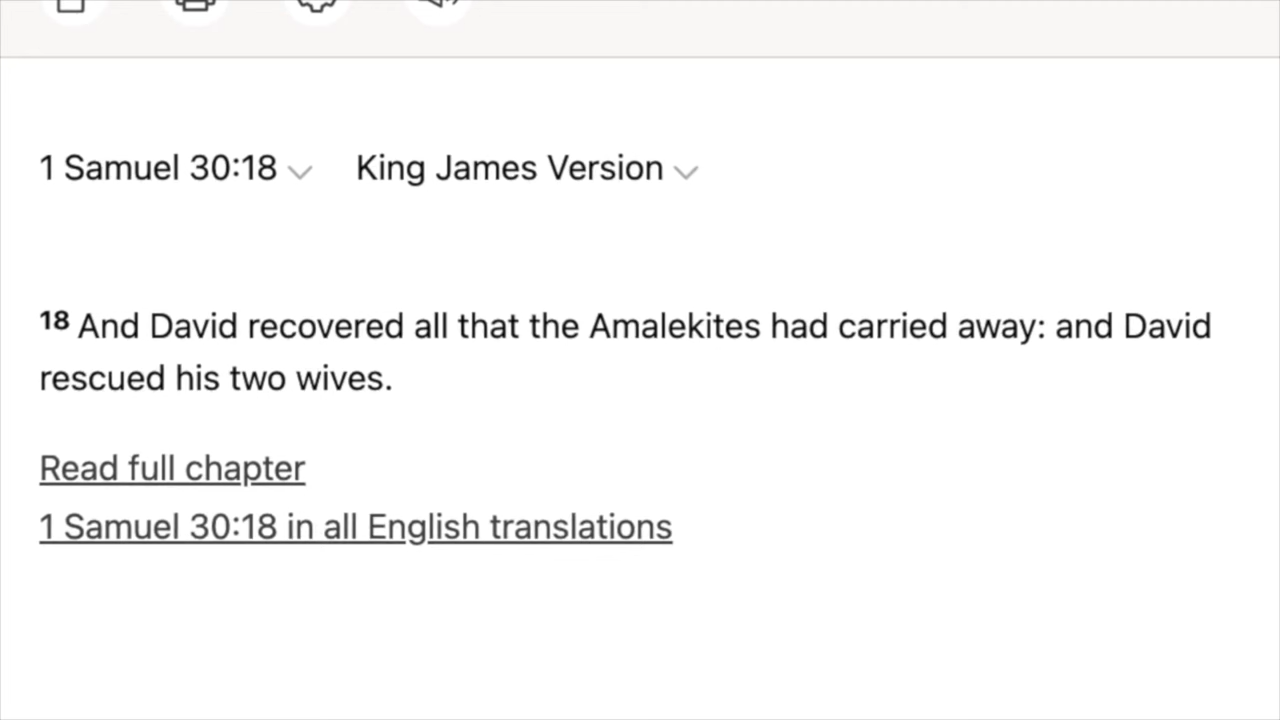 1 Samuel 30:18 King James Version
18 And David recovered all that the Amalekites had carried away: and David
rescued his two wives.
Read full chapter
1 Samuel 30:18 in all English translations